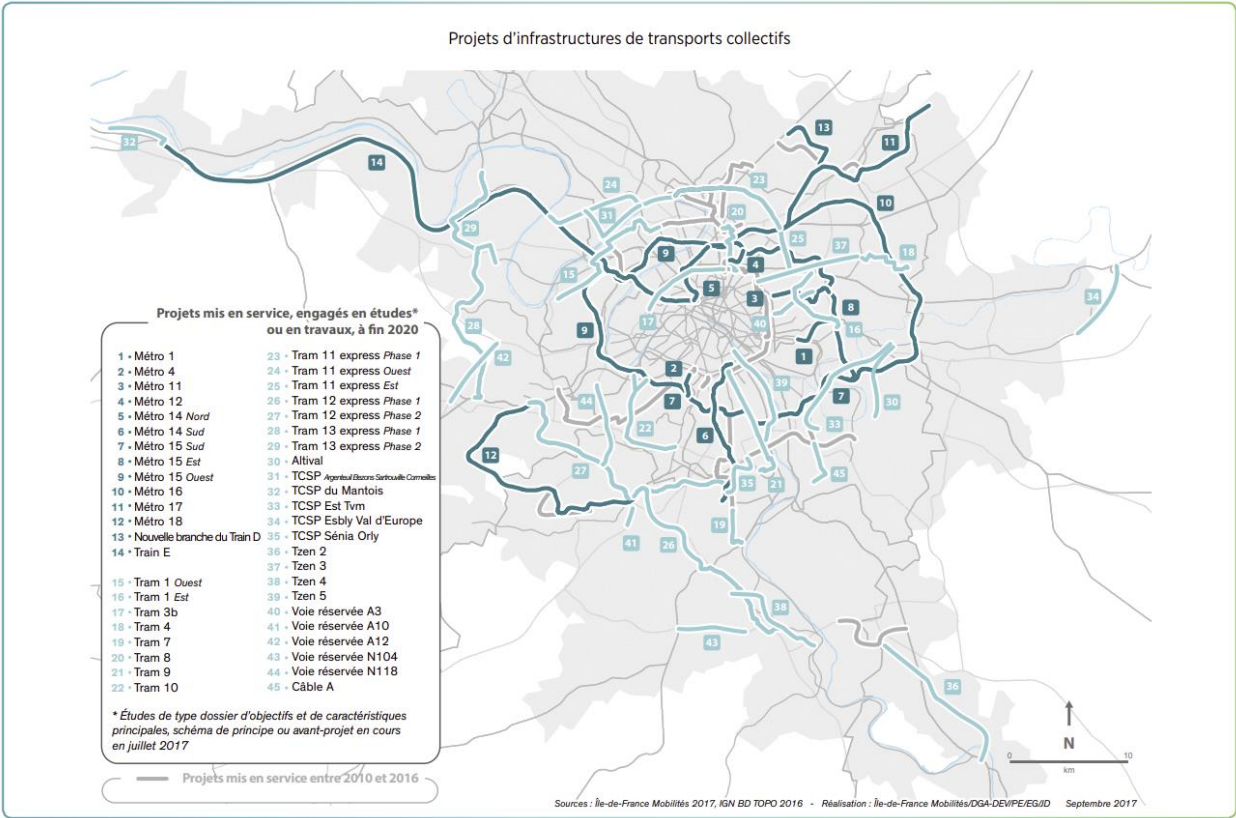 Projets d'infrastructures de transports collectifs
32
14
13
11
23
24
10
31
20
29
25
37
9
4
18
15
5
34
3
8
17
40
16
28
9
42
1
2
39
7
44
7
30
22
33
6
12
45
27
35
21
19
41
26
38
43
36
Projets mis en service, engagés en études*
ou en travaux, à fin 2020
1 • Métro 1
2 • Métro 4
3 • Métro 11
4 • Métro 12
5 • Métro 14 Nord
6 • Métro 14 Sud
7 • Métro 15 Sud
8 • Métro 15 Est
9 • Métro 15 Ouest
10 • Métro 16
11 • Métro 17
12 • Métro 18
13 • Nouvelle branche du Train D
14 • Train E
15 • Tram 1 Ouest
16 • Tram 1 Est
17 • Tram 3b
18 • Tram 4
19 • Tram 7
20 • Tram 8
21 • Tram 9
22 • Tram 10
23 • Tram 11 express Phase 1
24 • Tram 11 express Ouest
25 • Tram 11 express Est
26 • Tram 12 express Phase 1
27 • Tram 12 express Phase 2
28 • Tram 13 express Phase 1
29 • Tram 13 express Phase 2
30 • Altival
31 • TCSP Argenteuil Bezons Sartrouville Cormeilles
32 • TCSP du Mantois
33 • TCSP Est Tvm
34 • TCSP Esbly Val d'Europe
35 • TCSP Sénia Orly
36 • Tzen 2
37 • Tzen 3
38 • Tzen 4
39 • Tzen 5
40 • Voie réservée A3
41 • Voie réservée A10
42 • Voie réservée A12
43 • Voie réservée N104
44 • Voie réservée N118
45 • Câble A
* Études de type dossier d'objectifs et de caractéristiques
principales, schéma de principe ou avant-projet en cours
en juillet 2017
Projets mis en service entre 2010 et 2016
N
0 10
km
Sources : Île-de-France Mobilités 2017, IGN BD TOPO 2016 - Réalisation : Île-de-France Mobilités/DGA-DEV/PE/EG/JD Septembre 2017